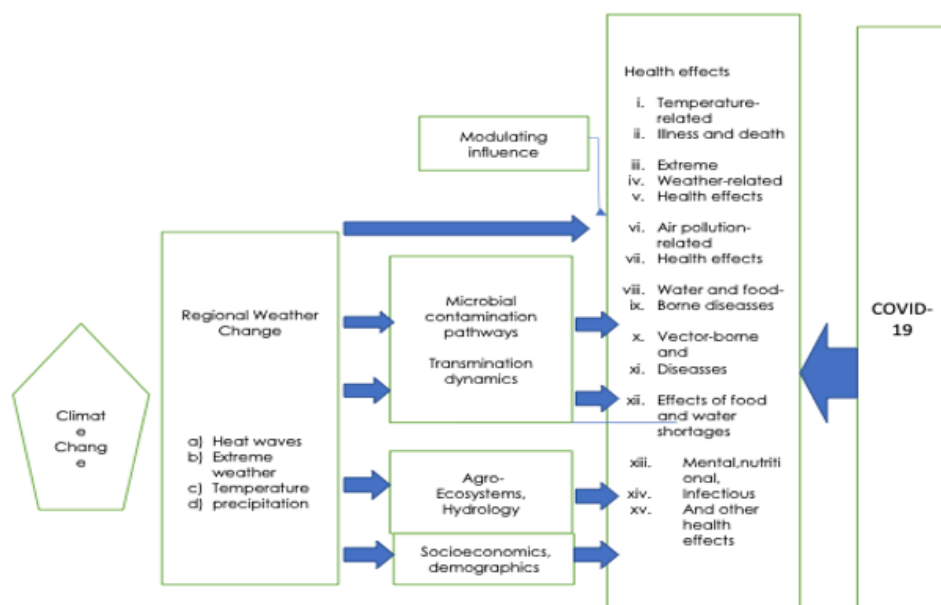 Climat
e
Chang
e
Regional Weather
Change
a) Heat waves
b) Extreme
weather
c) Temperature
d) precipitation
Modulating
influence
Microbial
contamination
pathways
Transmination
dynamics
Agro-
Ecosystems,
Hydrology
Socioeconomics,
demographics
Health effects
i. Temperature-
related
ii. Illness and death
iii. Extreme
iv. Weather-related
v. Health effects
vi. Air pollution-
related
vii. Health effects
viii. Water and food-
ix. Borne diseases
x. Vector-borne
and
xi. Diseases
xii. Effects of food
and water
shortages
xiii. Mental,nutriti
onal,
xiv. Infectious
xv. And other
health
effects
COVID-
19